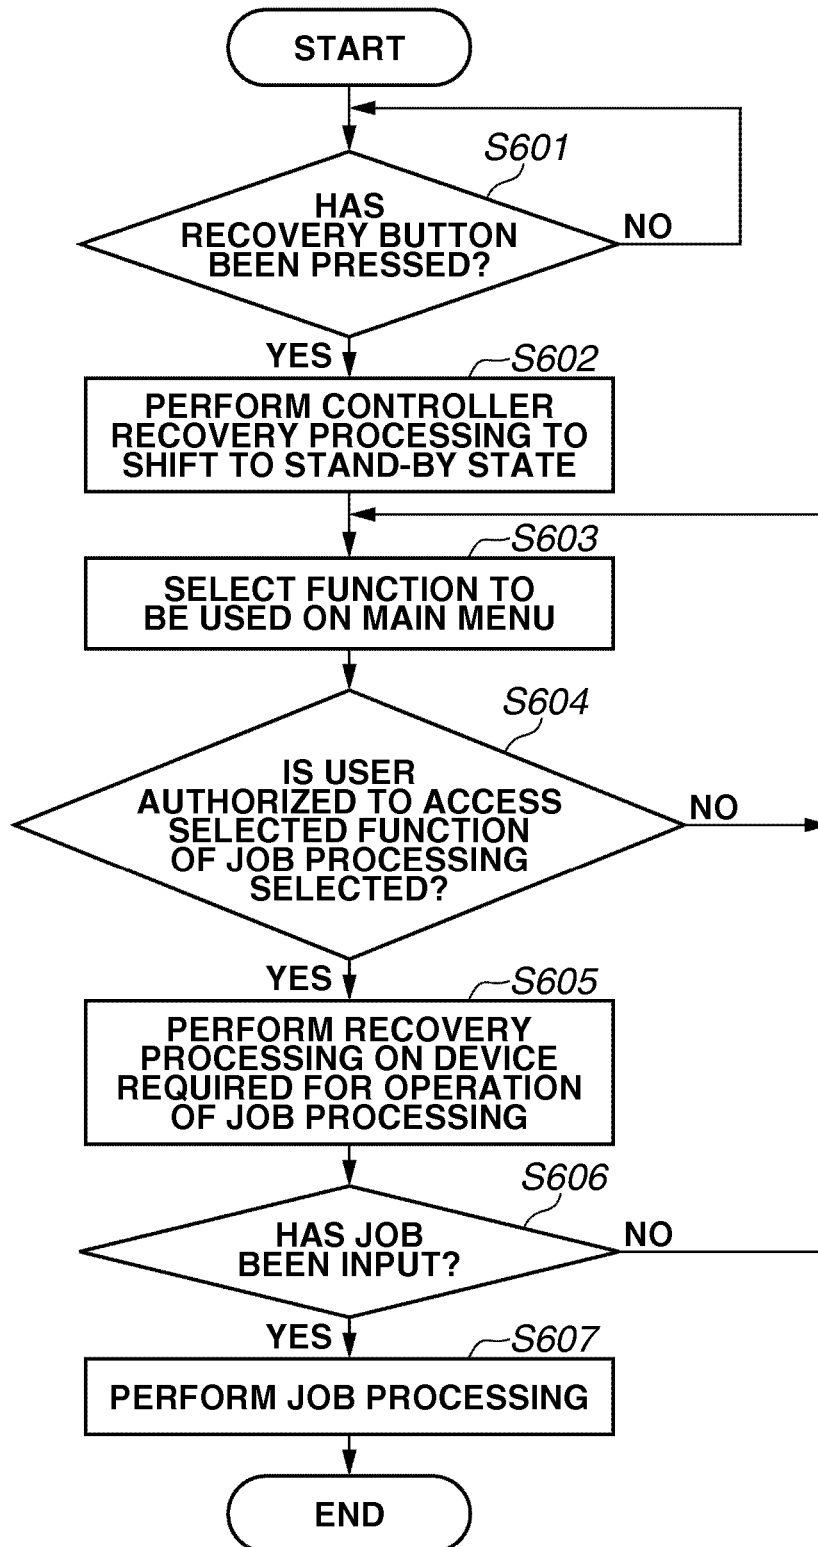 START
S601
HAS
RECOVERY BUTTON
BEEN PRESSED?
NO
YES
S602
PERFORM CONTROLLER
RECOVERY PROCESSING TO
SHIFT TO STAND-BY STATE
S603
SELECT FUNCTION TO
BE USED ON MAIN MENU
S604
IS USER
AUTHORIZED TO ACCESS
SELECTED FUNCTION
OF JOB PROCESSING
SELECTED?
NO
YES
S605
PERFORM RECOVERY
PROCESSING ON DEVICE
REQUIRED FOR OPERATION
OF JOB PROCESSING
S606
HAS JOB
BEEN INPUT?
NO
YES
S607
PERFORM JOB PROCESSING
END